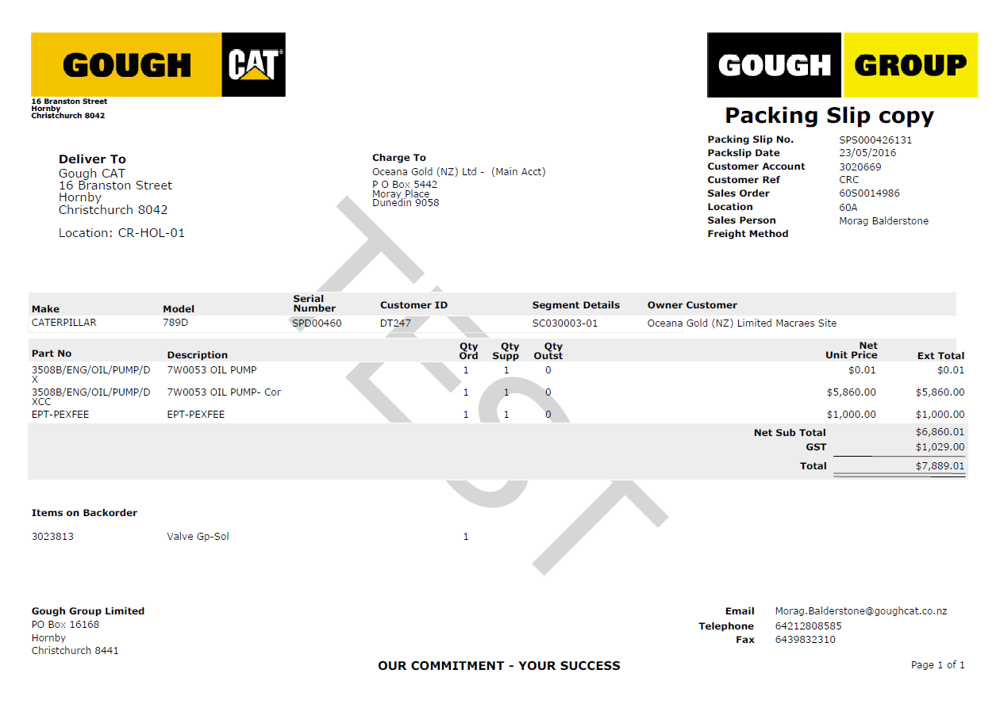 GOUGH CAT®
GOUGH GROUP
16 Branston Street
Hornby
Christchurch 8042
Packing Slip copy
Packing Slip No. SPS000426131
Packslip Date 23/05/2016
Customer Account 3020669
Customer Ref CRC
Sales Order 60S0014986
Location 60A
Sales Person Morag Balderstone
Freight Method
Deliver To
Gough CAT
16 Branston Street
Hornby
Christchurch 8042
Location: CR-HOL-01
Charge To
Oceana Gold (NZ) Ltd - (Main Acct)
P O Box 5442
Moray Place
Dunedin 9058
TEST
Make Model Serial Number Customer ID Segment Details Owner Customer
CATERPILLAR 789D SPD00460 DT247 SC030003-01 Oceana Gold (NZ) Limited Macraes Site
Part No Description Qty Ord Qty Supp Qty Outst Net Unit Price Ext Total
3508B/ENG/OIL/PUMP/D 7W0053 OIL PUMP 1 1 0 $0.01 $0.01
X
3508B/ENG/OIL/PUMP/D 7W0053 OIL PUMP- Cor 1 1 0 $5,860.00 $5,860.00
XCC
EPT-PEXFEE EPT-PEXFEE 1 1 0 $1,000.00 $1,000.00
Net Sub Total $6,860.01
GST $1,029.00
Total $7,889.01
Items on Backorder
3023813 Valve Gp-Sol 1
Gough Group Limited
PO Box 16168
Hornby
Christchurch 8441
Email Morag.Balderstone@goughcat.co.nz
Telephone 64212808585
Fax 6439832310
OUR COMMITMENT - YOUR SUCCESS
Page 1 of 1